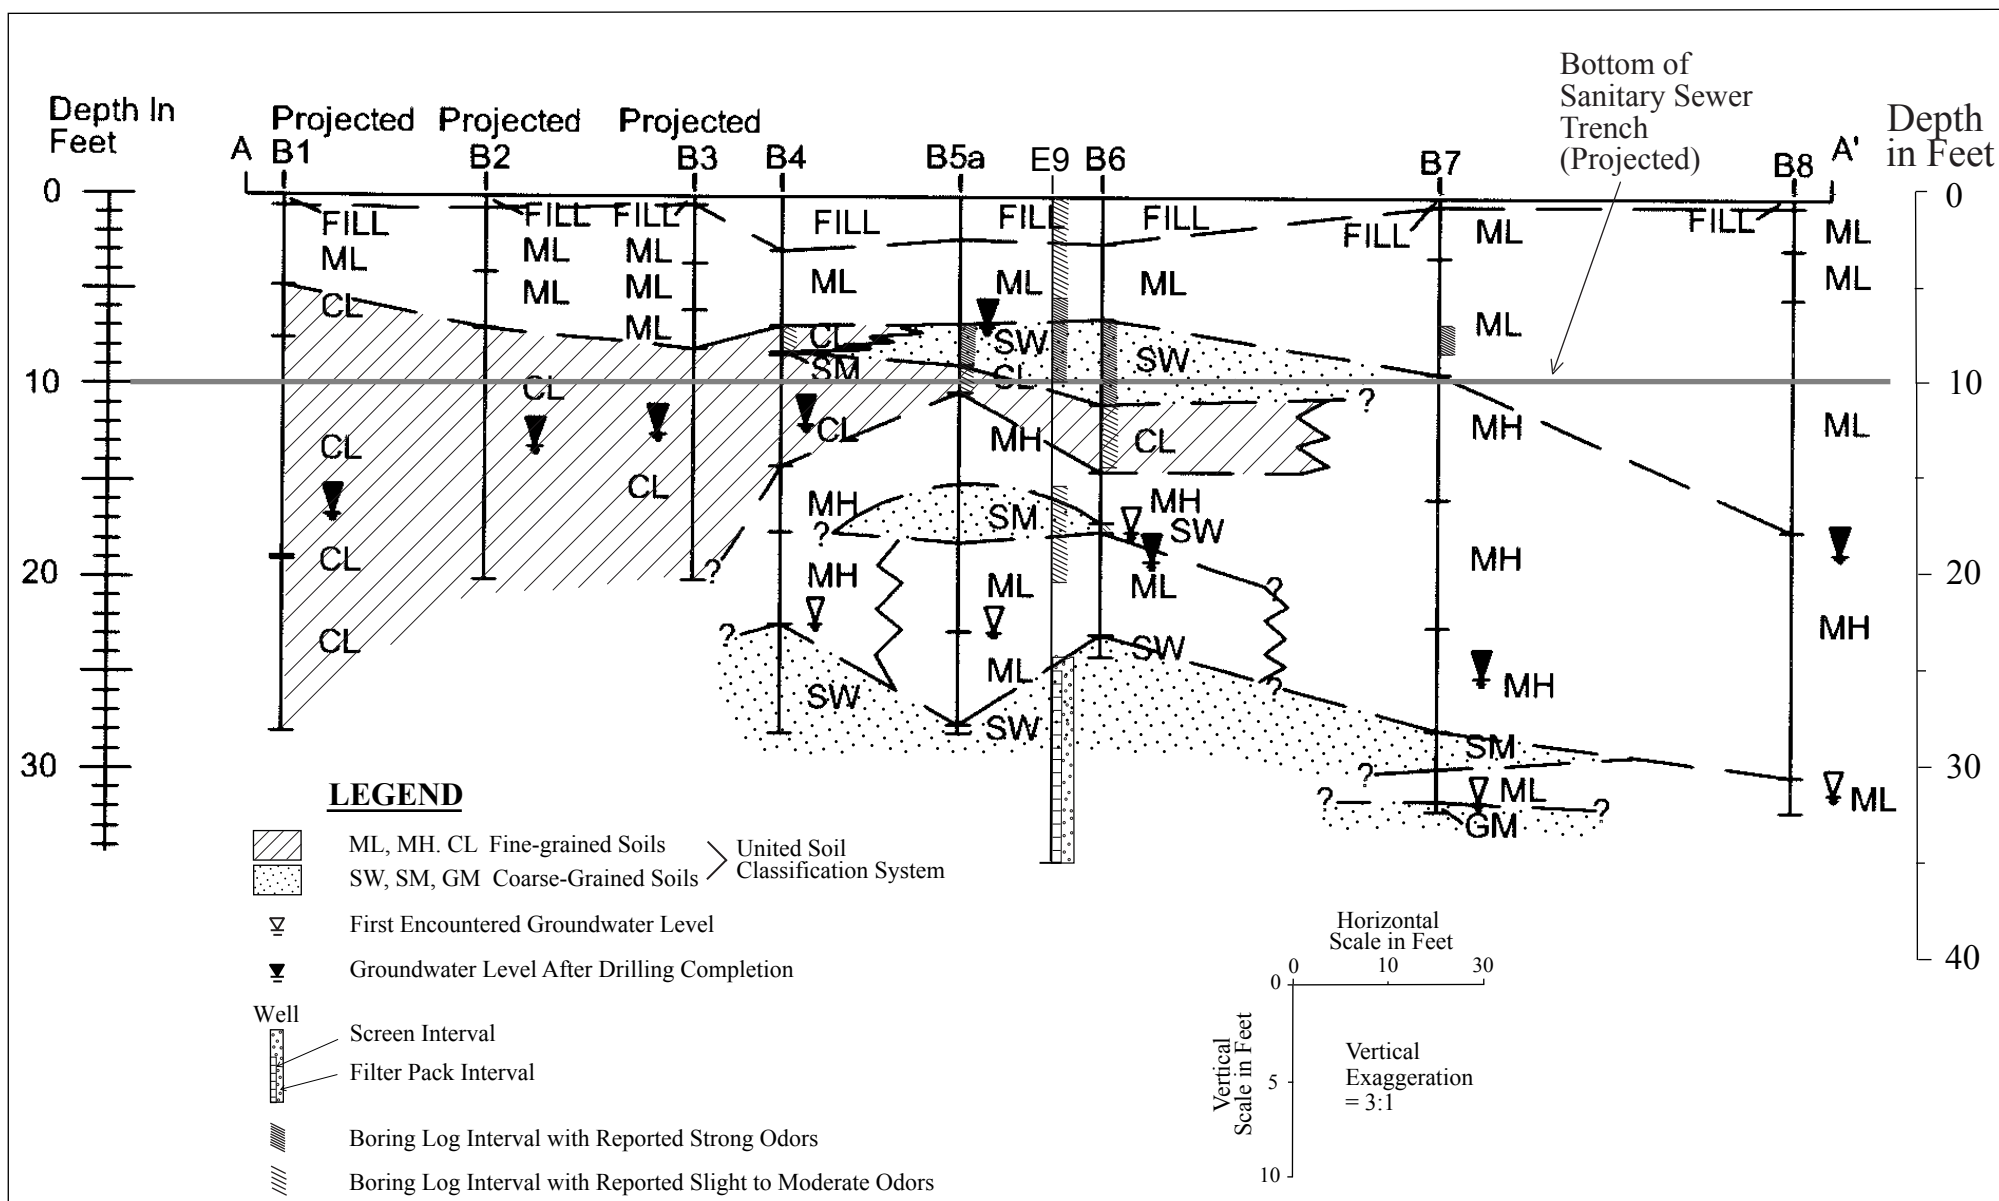 Bottom of
Sanitary Sewer
Trench
(Projected)
Depth In
Feet
Depth
in Feet
Projected
Projected
Projected
A
B1
B2
B3
B4
B5a
E9
B6
B7
B8
A'
0
0
FILL
FILL
FILL
FILL
FILL
FILL
FILL
FILL
ML
ML
ML
ML
ML
ML
ML
ML
ML
ML
ML
ML
ML
CL
CL
SW
SW
ML
SM
CL
10
10
CL
CL
MH
CL
MH
ML
CL
CL
MH
SM
MH
SW
CL
MH
ML
ML
MH
20
20
?
?
?
CL
?
ML
SW
MH
?
MH
SW
SW
SM
30
30
?
ML
ML
?
?
GM
?
40
LEGEND
ML, MH. CL Fine-grained Soils
SW, SM, GM Coarse-Grained Soils
United Soil
Classification System
First Encountered Groundwater Level
Groundwater Level After Drilling Completion
Well
Screen Interval
Filter Pack Interval
Boring Log Interval with Reported Strong Odors
Boring Log Interval with Reported Slight to Moderate Odors
Horizontal
Scale in Feet
0 10 30
0
5
10
Vertical
Scale in Feet
Vertical
Exaggeration
= 3:1